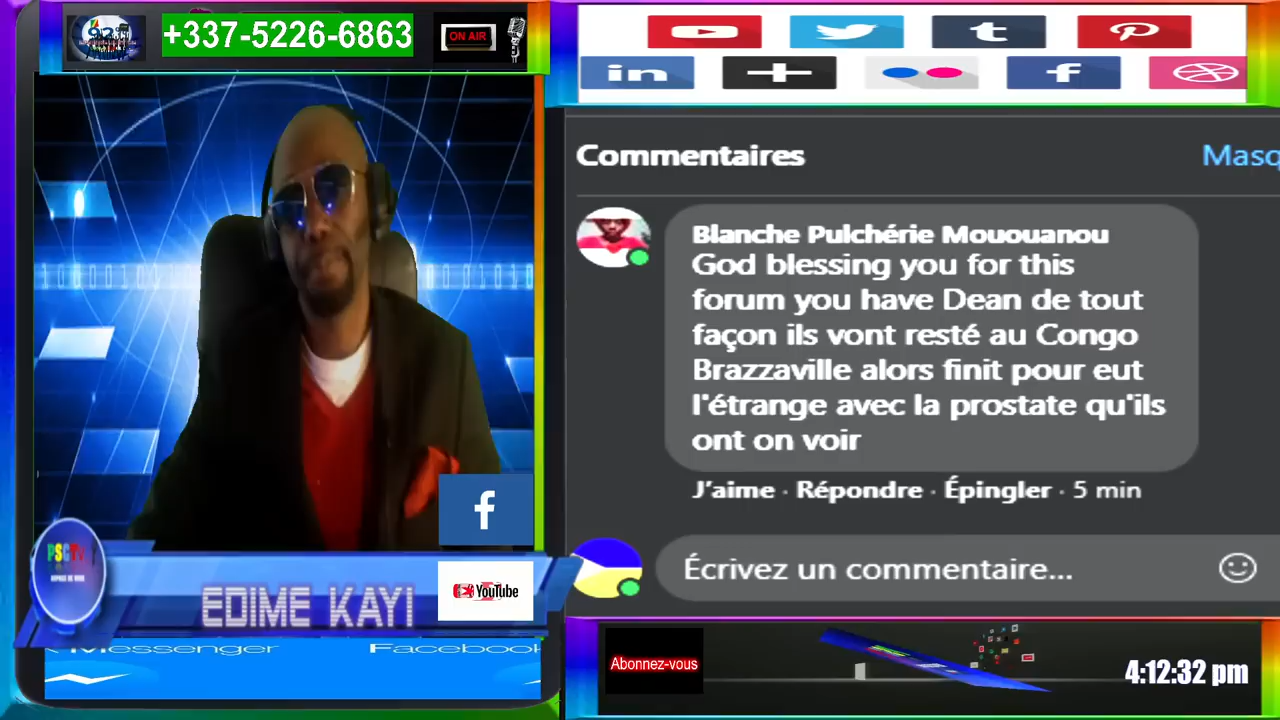 +337-5226-6863
ON AIR
Commentaires
Masq
Blanche Pulchérie Mououanou
God blessing you for this
forum you have Dean de tout
façon ils vont resté au Congo
Brazzaville alors finit pour eut
l'étrange avec la prostate qu'ils
ont on voir
J'aime · Répondre · Épingler · 5 min
Écrivez un commentaire...
PSCTV
EDIME KAYI
YouTube
Messenger
Facebook
Abonnez-vous
4:12:32 pm